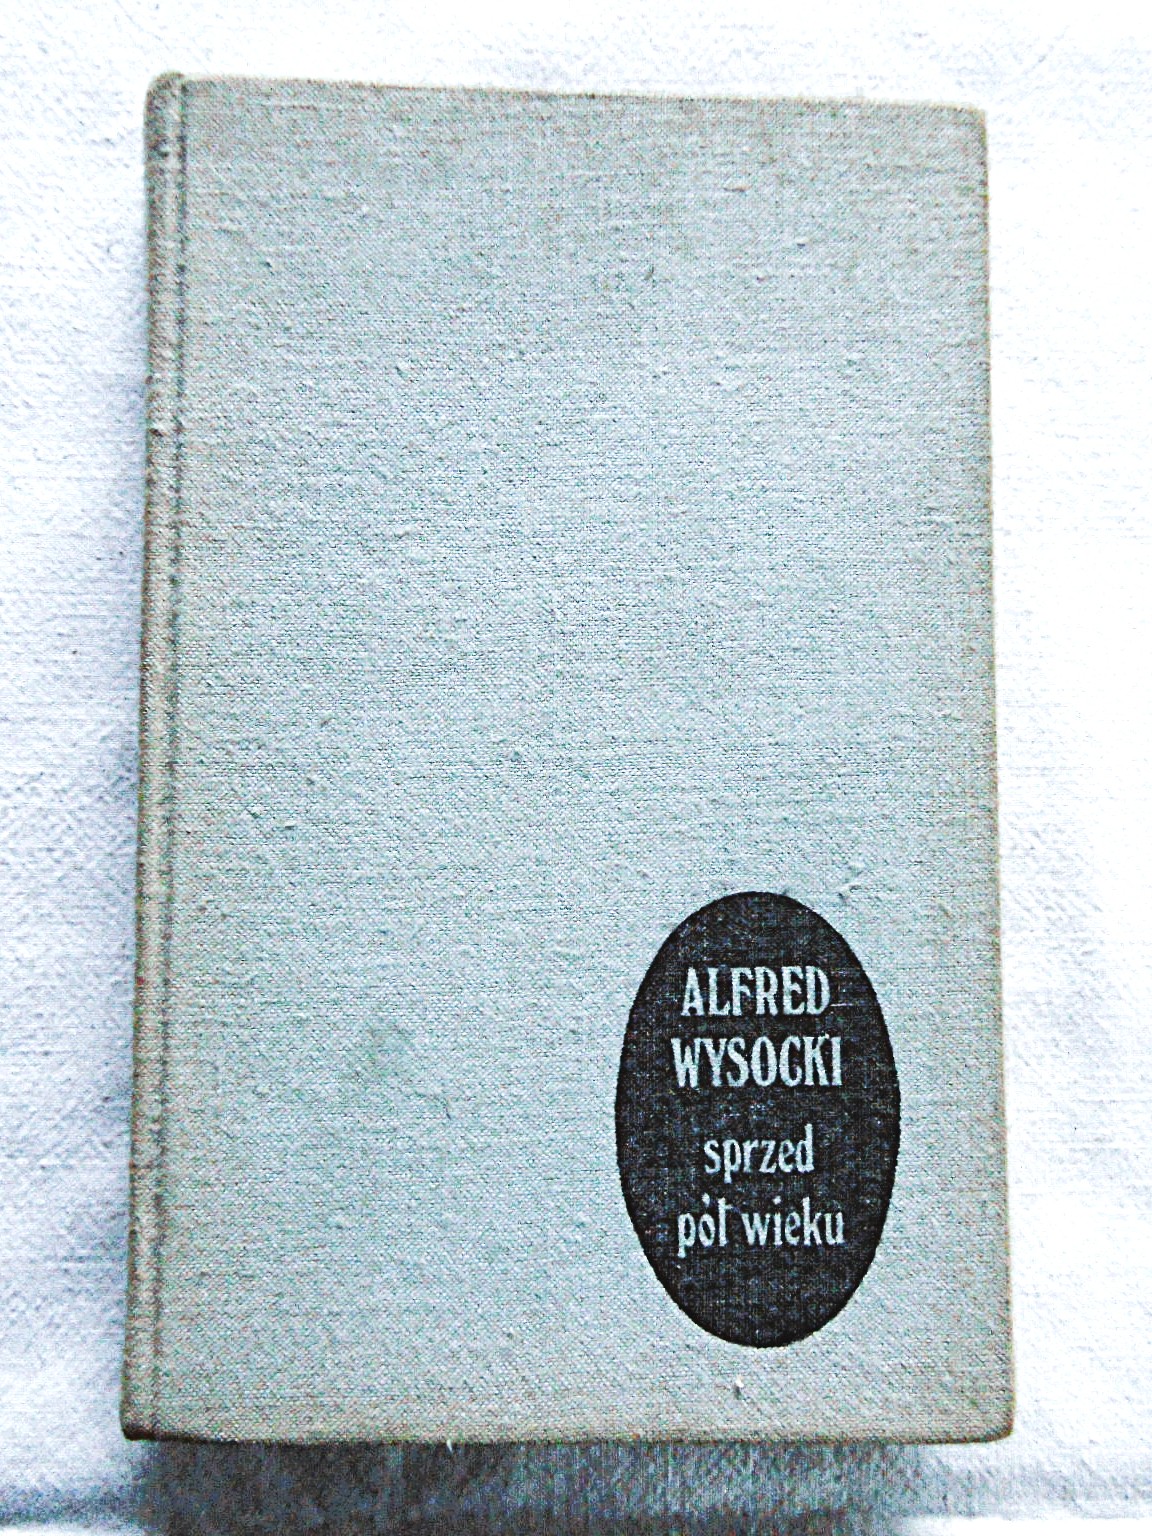 ALFRED
WYSOCKI
sprzed
pół wieku